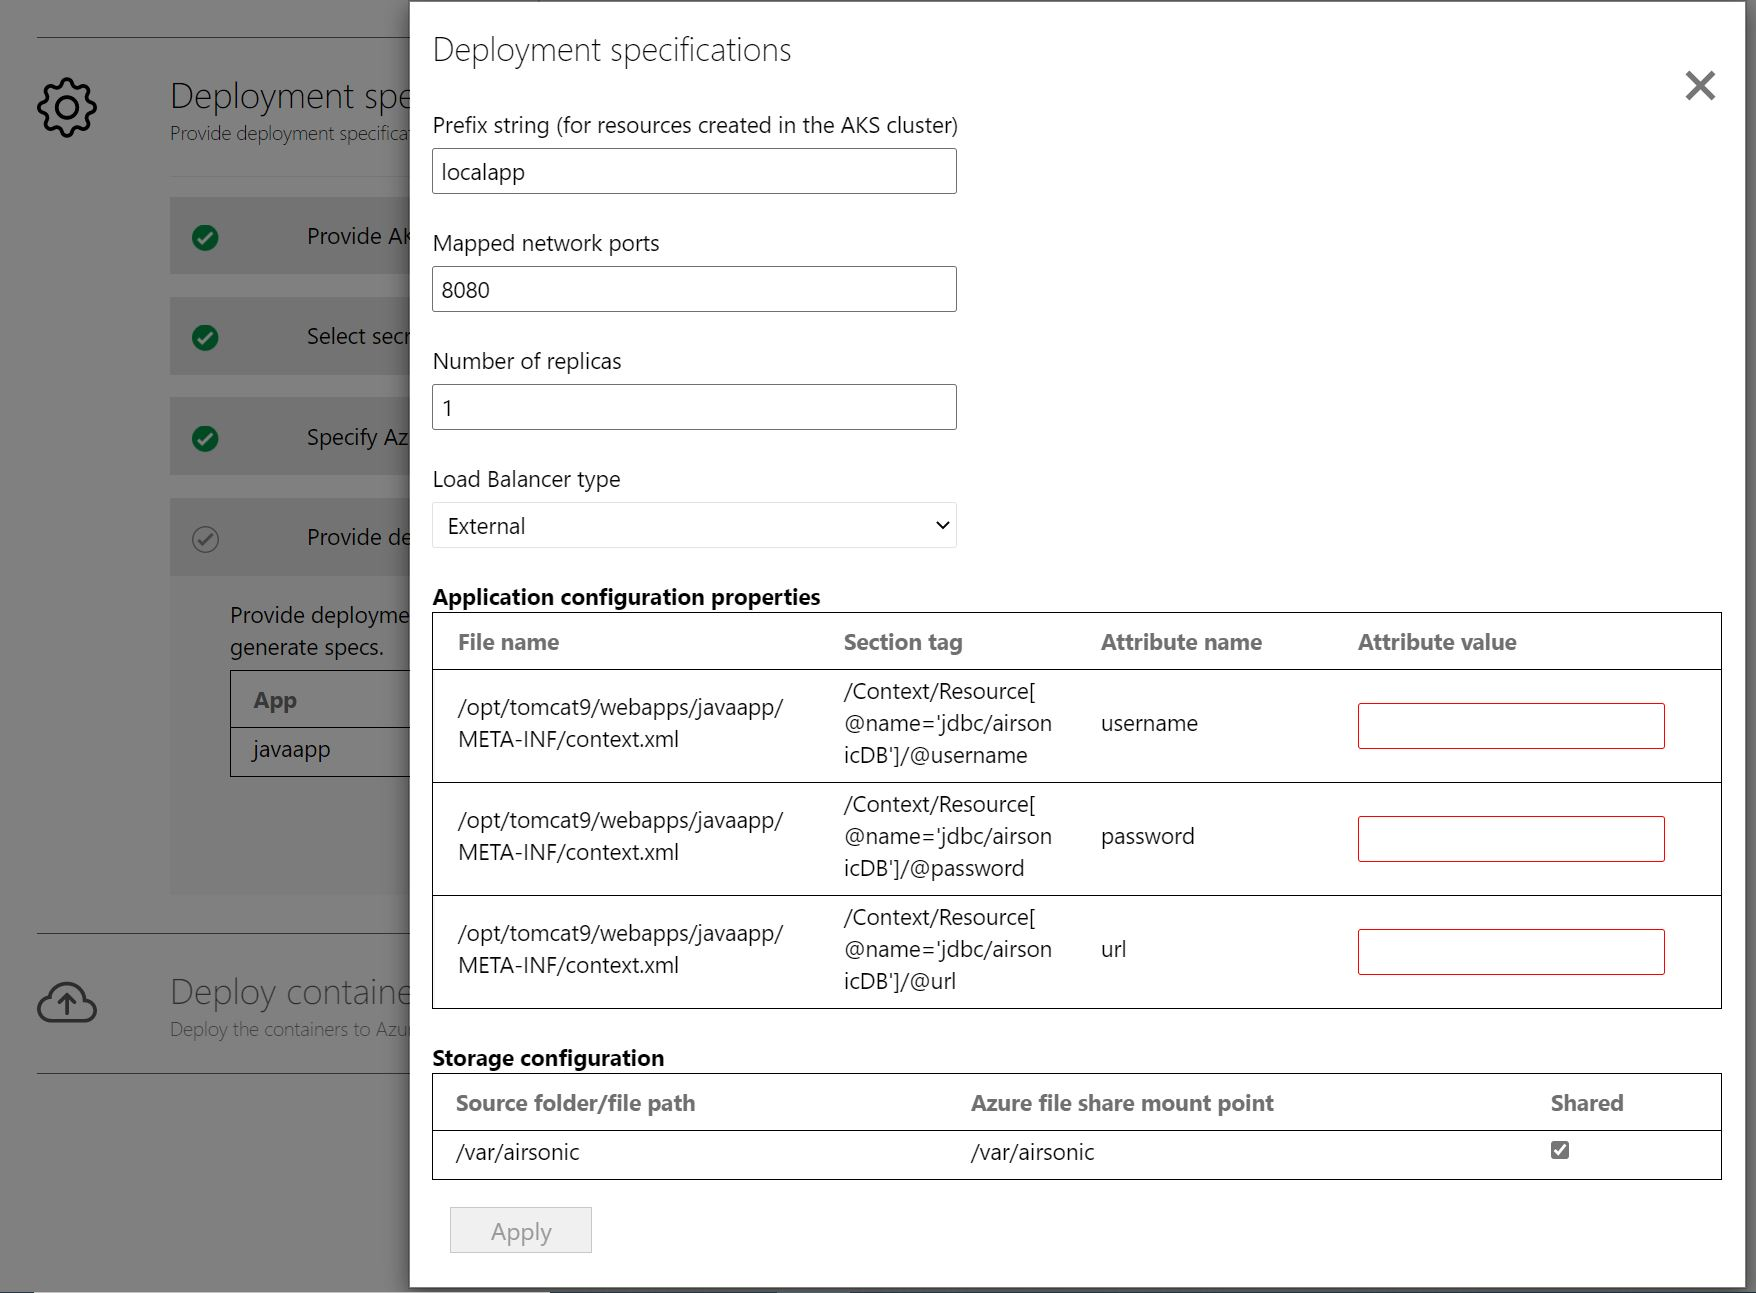 Deployment spe
Provide deployment specifica
Provide AK
Select secr
Specify Az
Provide de
Provide deployme
generate specs.
App
javaapp
Deploy containe
Deploy the containers to Azu
Deployment specifications
Prefix string (for resources created in the AKS cluster)
localapp
Mapped network ports
8080
Number of replicas
1
Load Balancer type
External
Application configuration properties
File name Section tag Attribute name Attribute value
/opt/tomcat9/webapps/javaapp/
META-INF/context.xml
/Context/Resource[
@name='jdbc/airson
icDB']/@username
username
/opt/tomcat9/webapps/javaapp/
META-INF/context.xml
/Context/Resource[
@name='jdbc/airson
icDB']/@password
password
/opt/tomcat9/webapps/javaapp/
META-INF/context.xml
/Context/Resource[
@name='jdbc/airson
icDB']/@url
url
Storage configuration
Source folder/file path Azure file share mount point Shared
/var/airsonic /var/airsonic
Apply